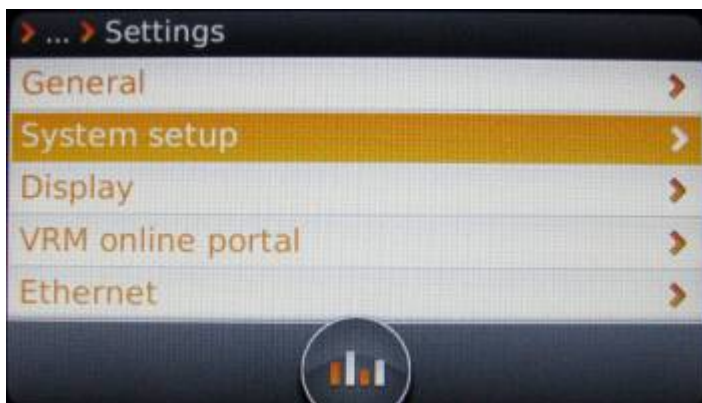 > ... > Settings
General
System setup
Display
VRM online portal
Ethernet